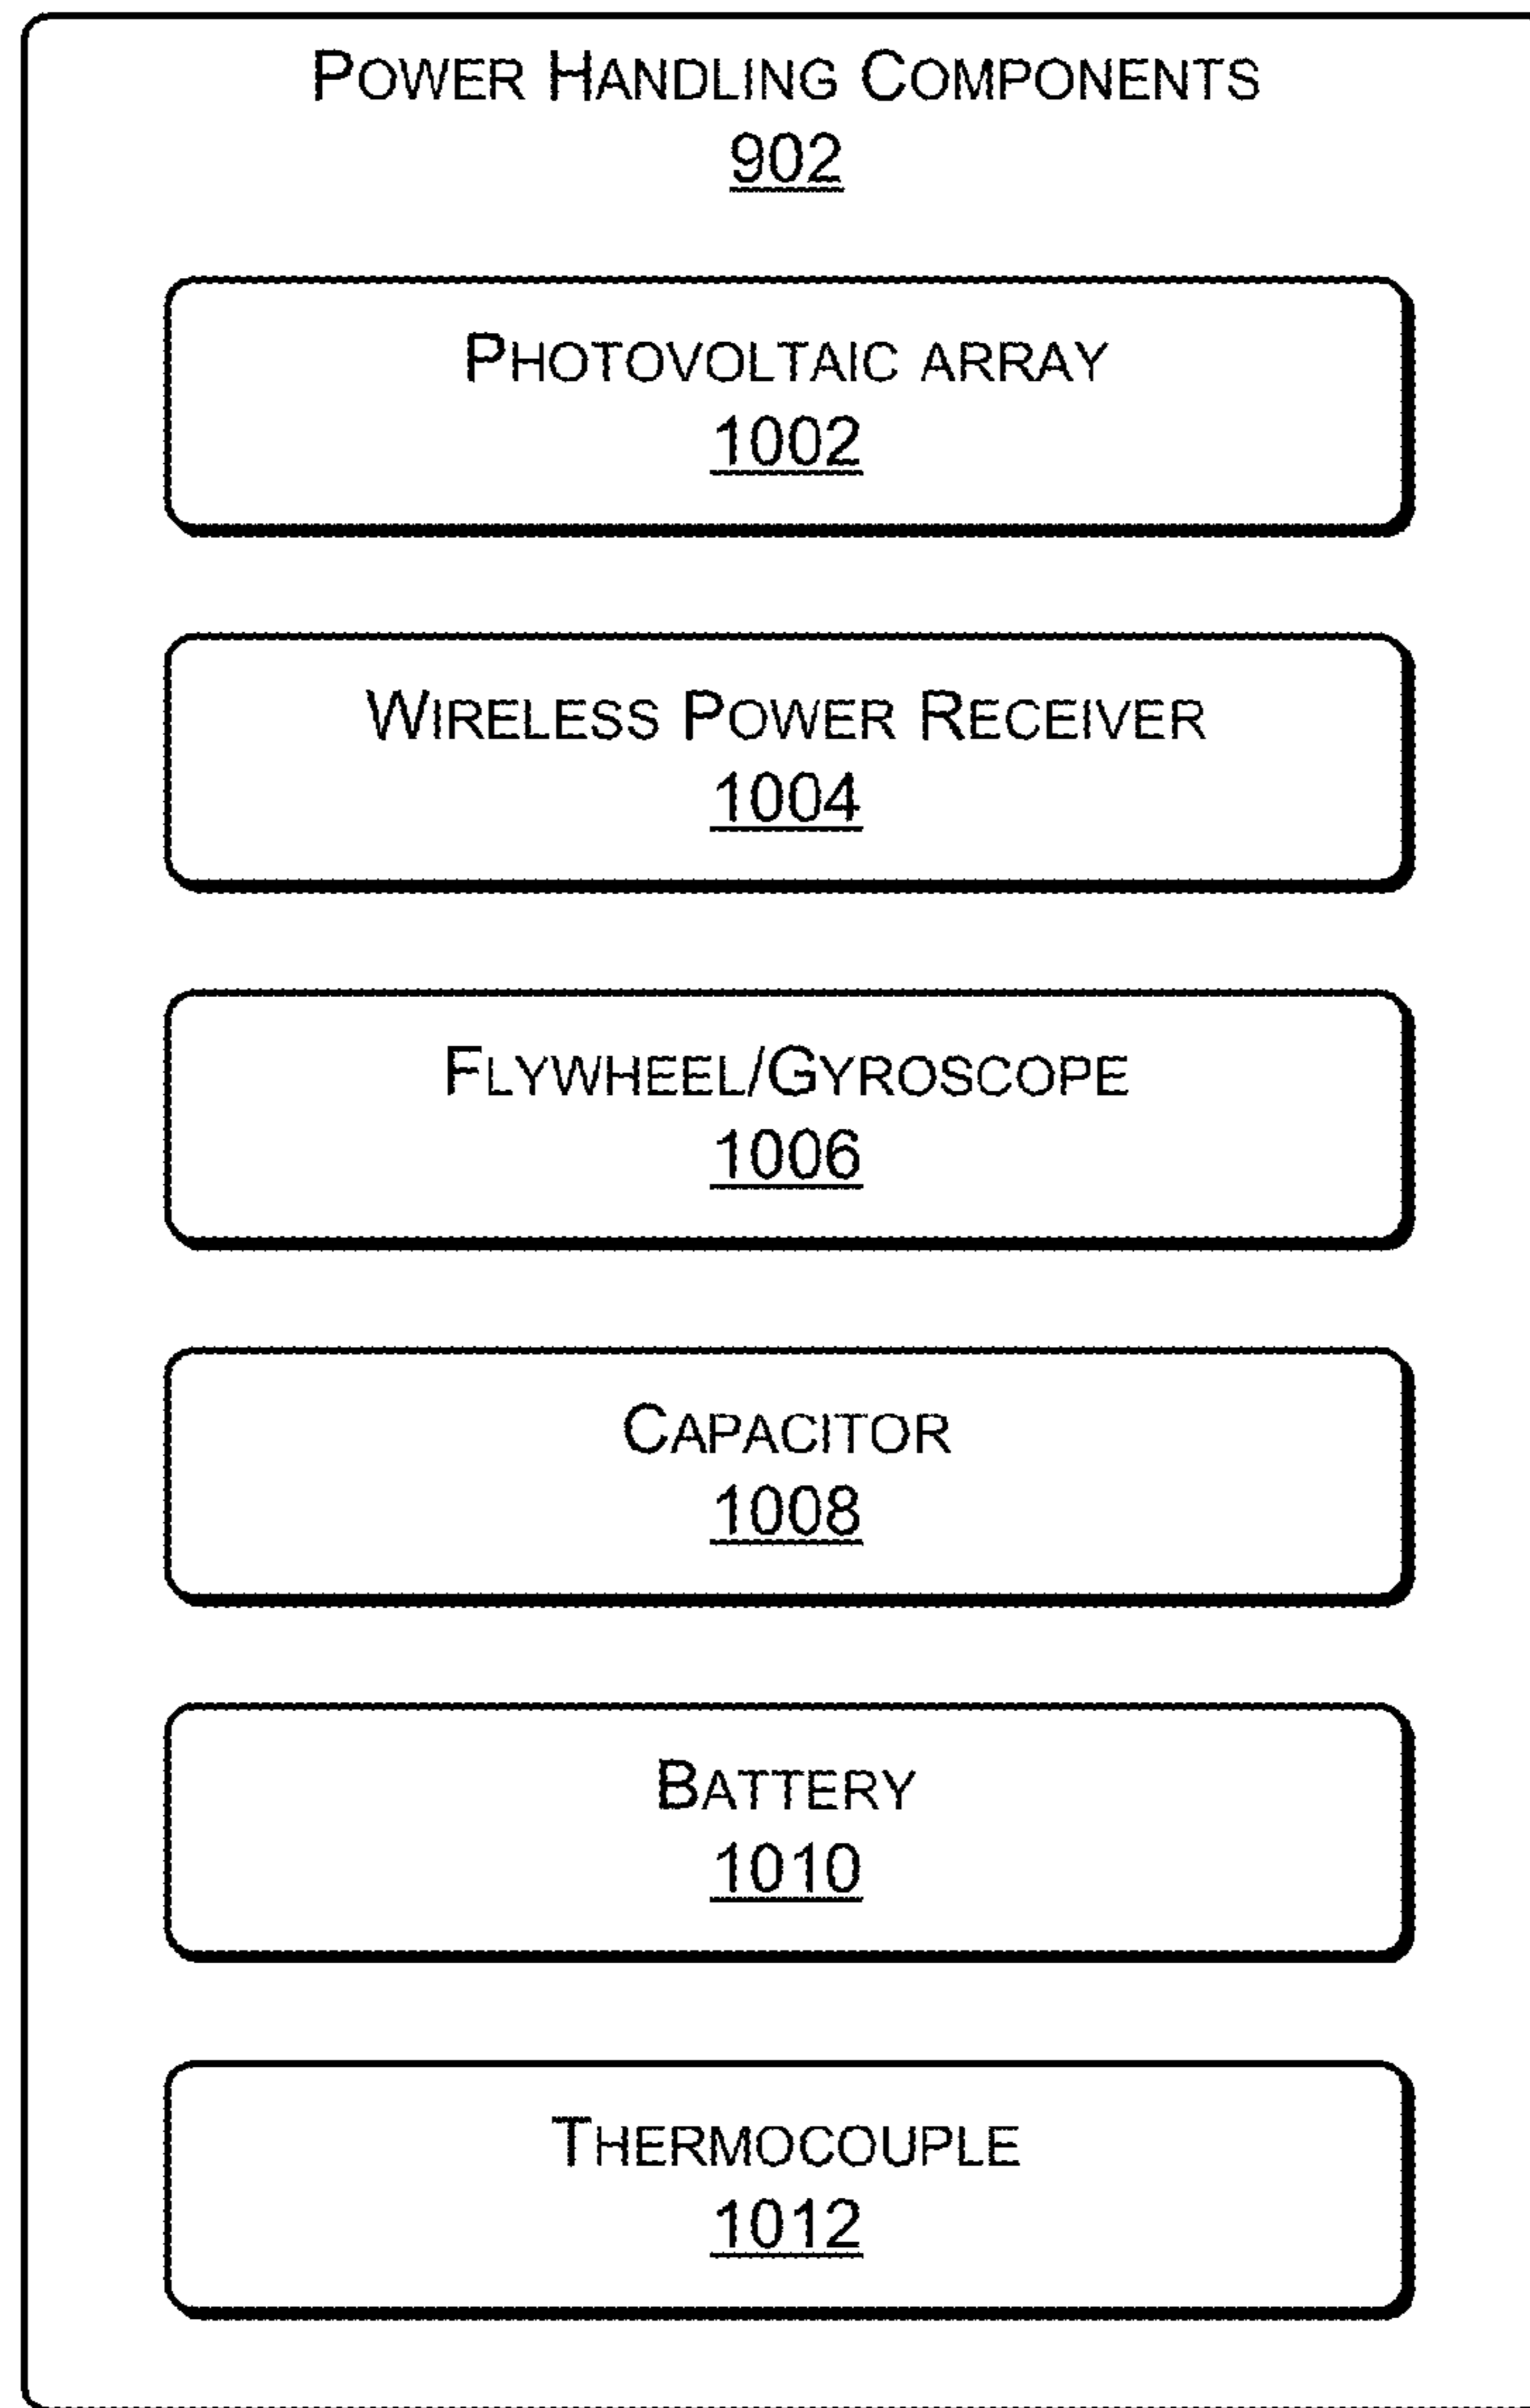 POWER HANDLING COMPONENTS
902
PHOTOVOLTAIC ARRAY
1002
WIRELESS POWER RECEIVER
1004
FLYWHEEL/GYROSCOPE
1006
CAPACITOR
1008
BATTERY
1010
THERMOCOUPLE
1012